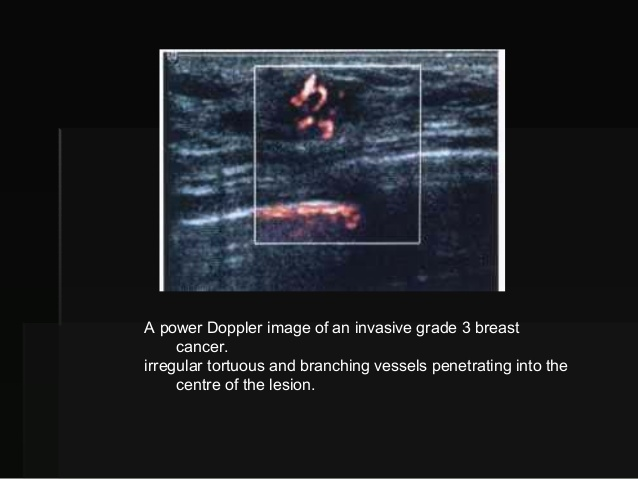 A power Doppler image of an invasive grade 3 breast
cancer.
irregular tortuous and branching vessels penetrating into the
centre of the lesion.